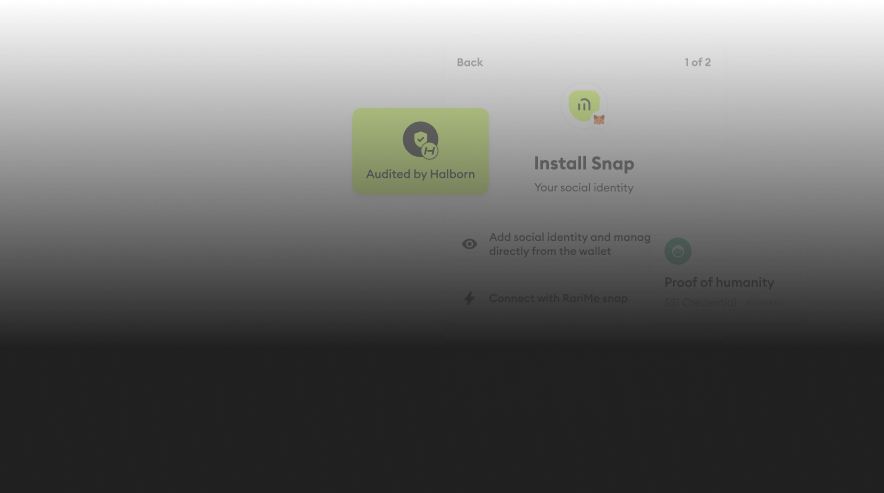 Back
1 of 2
Audited by Halborn
Install Snap
Your social identity
Add social identity and manag
directly from the wallet
Proof of humanity
Connect with RariMe snap